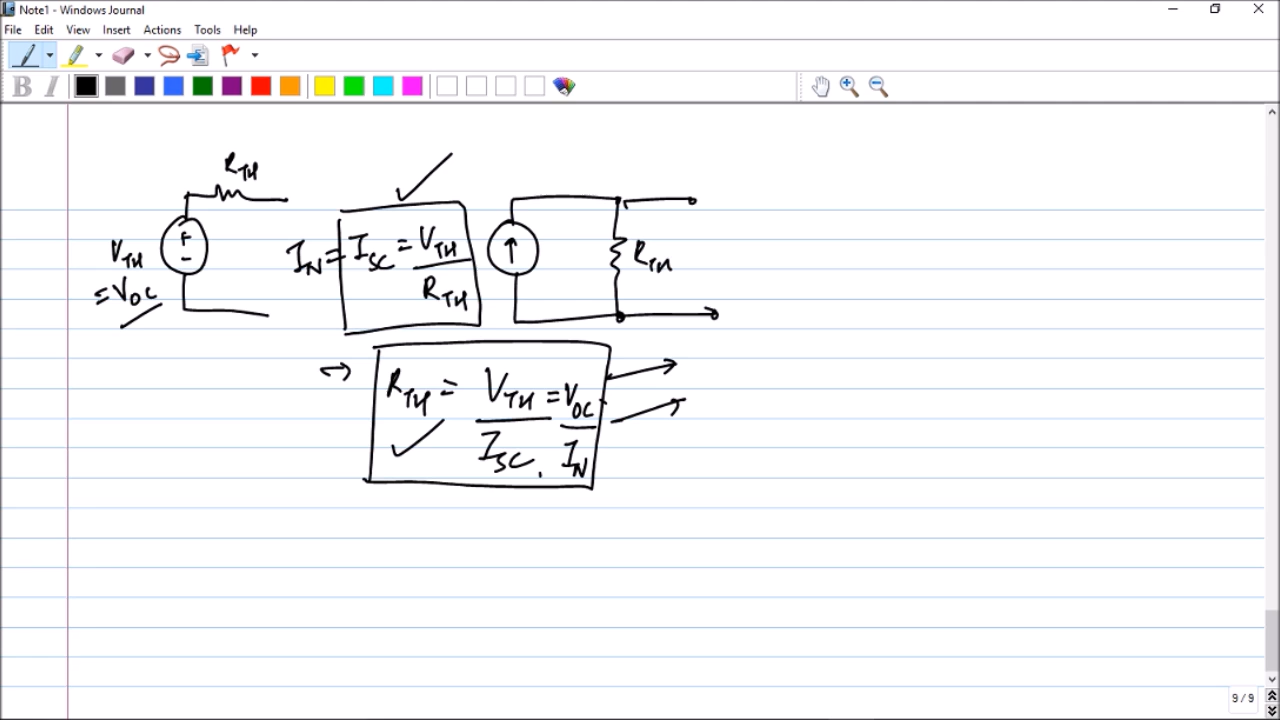 Note1 - Windows Journal
File Edit View Insert Actions Tools Help
B I
R_TH
V_TH
= V_OC
+
-
I_N = I_SC = V_TH / R_TH
R_TH
→ R_TH = V_TH / I_SC = V_OC / I_N
9 / 9